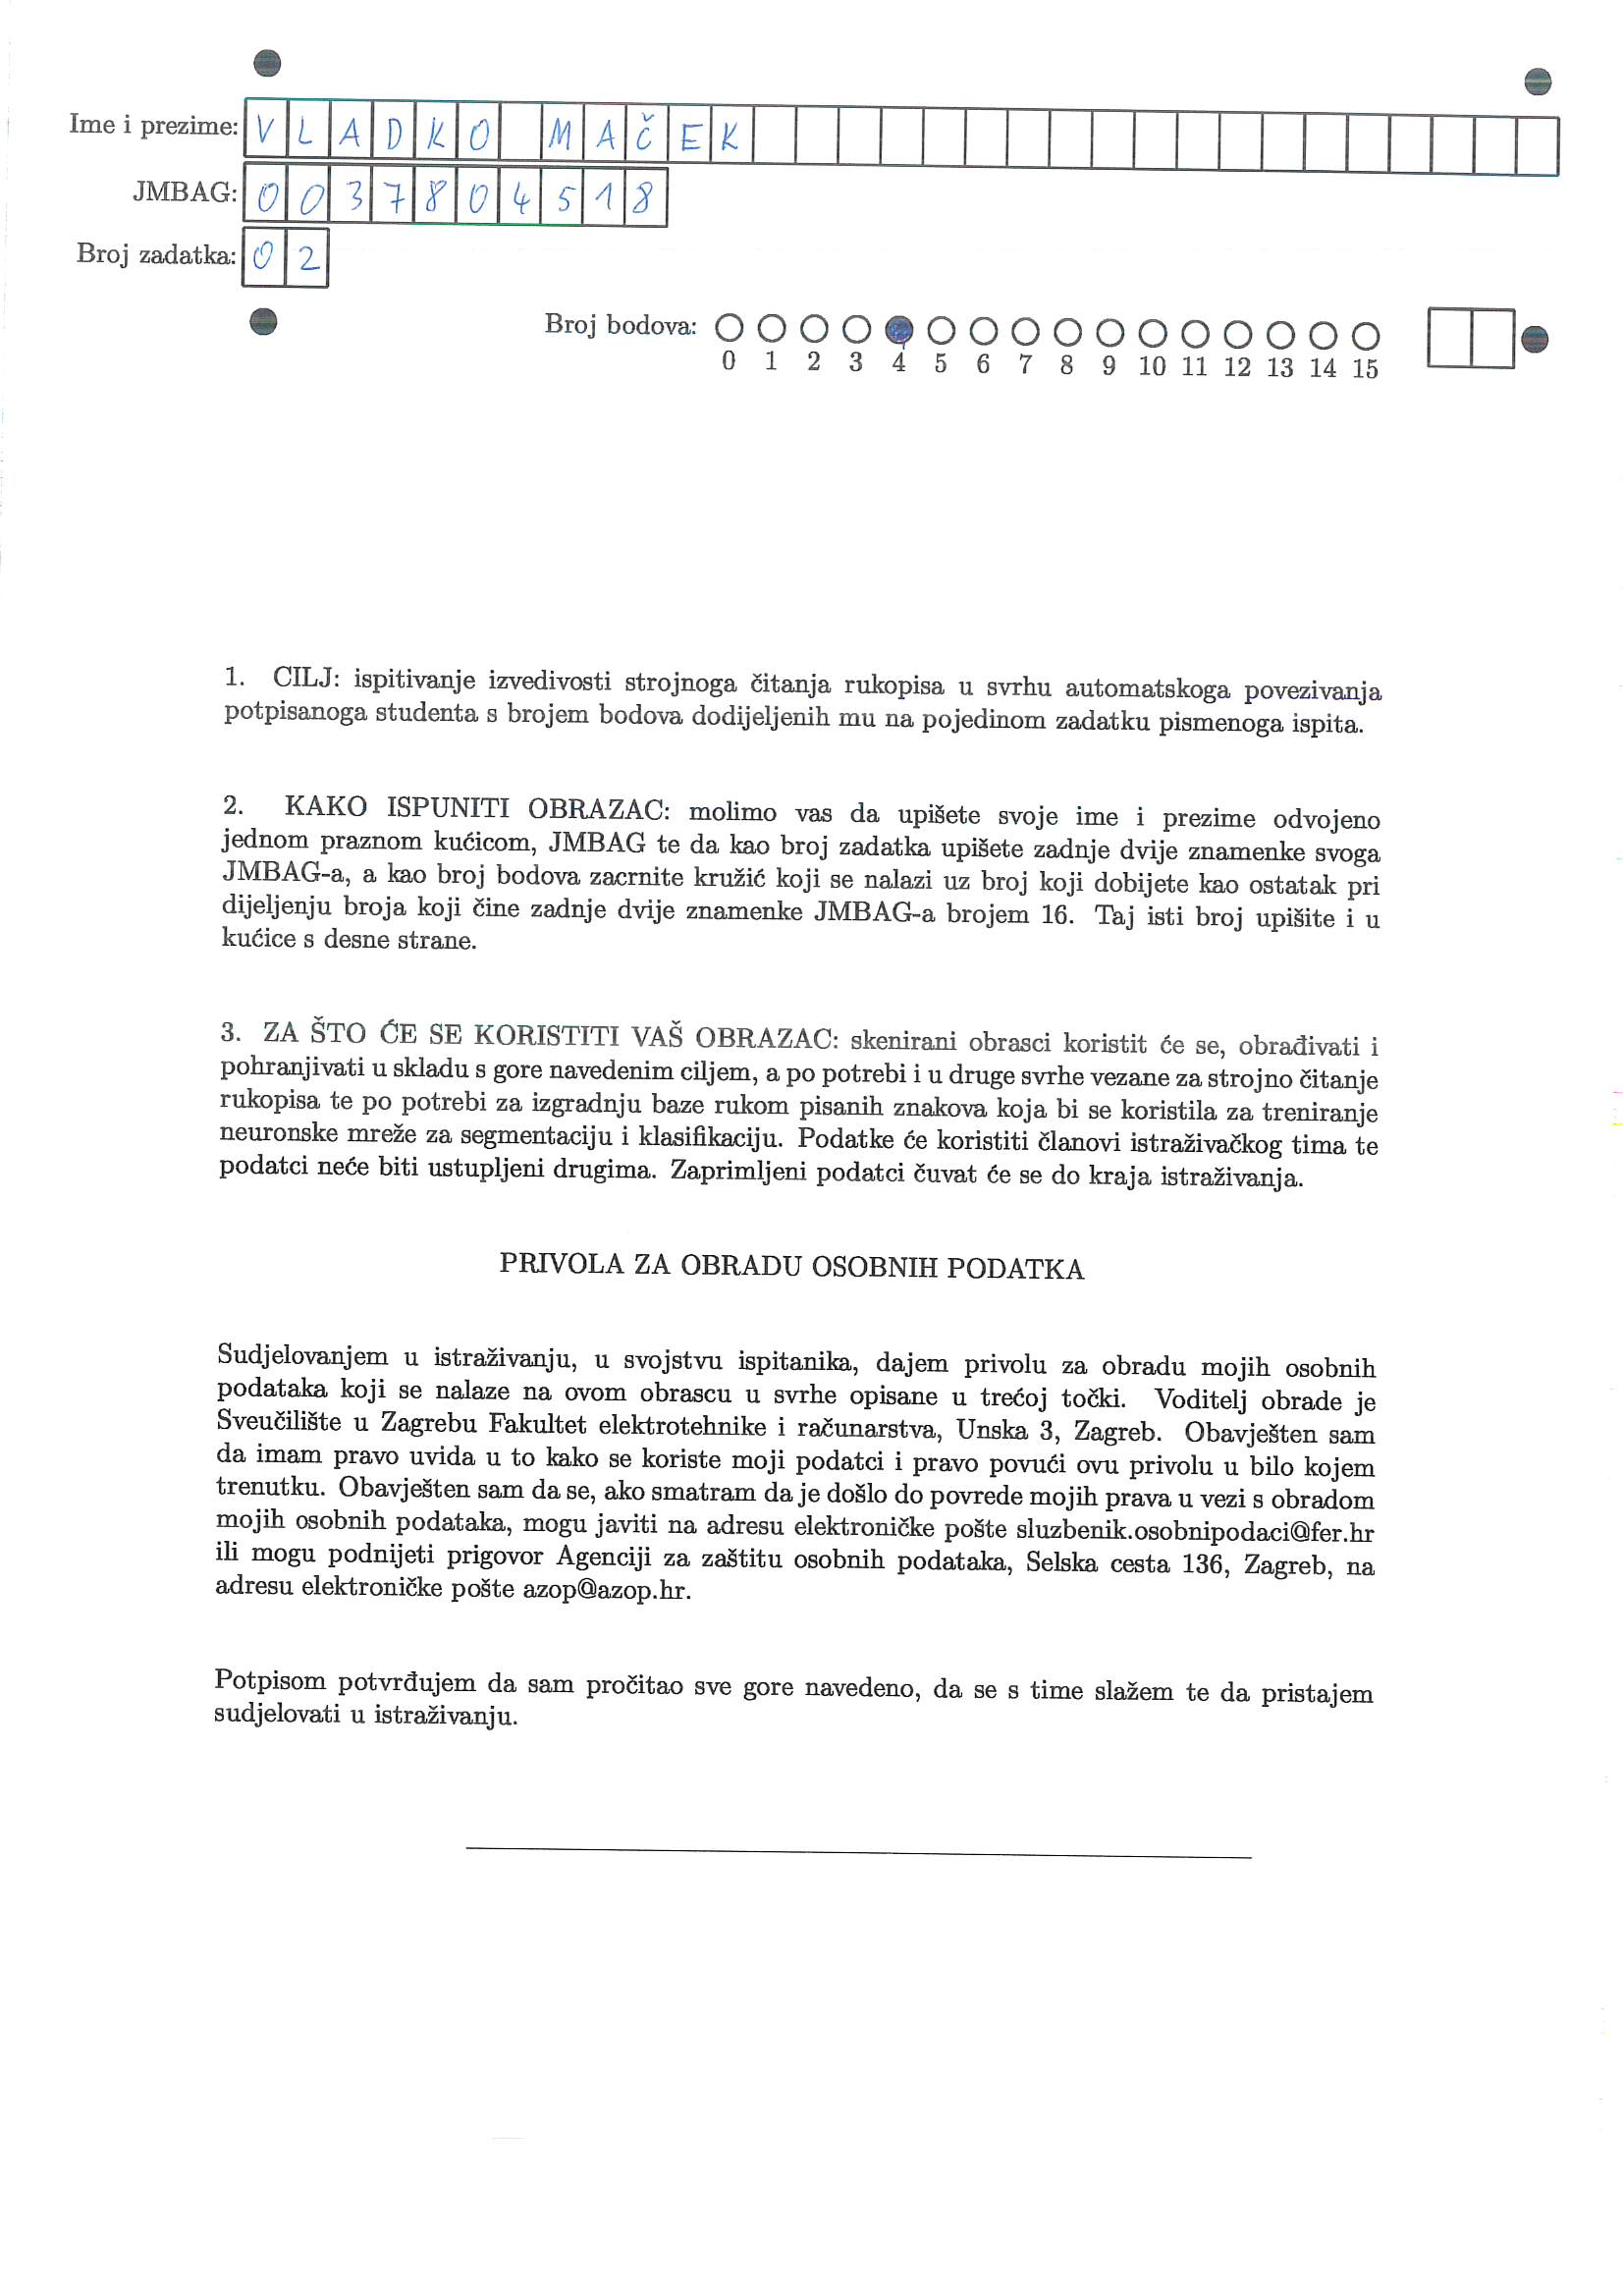 Ime i prezime: VLADKO MAČEK
JMBAG: 0037804518
Broj zadatka: 02
Broj bodova:
0 1 2 3 4 5 6 7 8 9 10 11 12 13 14 15
1. CILJ: ispitivanje izvedivosti strojnoga čitanja rukopisa u svrhu automatskoga povezivanja
potpisanoga studenta s brojem bodova dodijeljenih mu na pojedinom zadatku pismenoga ispita.
2. KAKO ISPUNITI OBRAZAC: molimo vas da upišete svoje ime i prezime odvojeno
jednom praznom kućicom, JMBAG te da kao broj zadatka upišete zadnje dvije znamenke svoga
JMBAG-a, a kao broj bodova zacrnite kružić koji se nalazi uz broj koji dobijete kao ostatak pri
dijeljenju broja koji čine zadnje dvije znamenke JMBAG-a brojem 16. Taj isti broj upišite i u
kućice s desne strane.
3. ZA ŠTO ĆE SE KORISTITI VAŠ OBRAZAC: skenirani obrasci koristit će se, obrađivati i
pohranjivati u skladu s gore navedenim ciljem, a po potrebi i u druge svrhe vezane za strojno čitanje
rukopisa te po potrebi za izgradnju baze rukom pisanih znakova koja bi se koristila za treniranje
neuronske mreže za segmentaciju i klasifikaciju. Podatke će koristiti članovi istraživačkog tima te
podatci neće biti ustupljeni drugima. Zaprimljeni podatci čuvat će se do kraja istraživanja.
PRIVOLA ZA OBRADU OSOBNIH PODATKA
Sudjelovanjem u istraživanju, u svojstvu ispitanika, dajem privolu za obradu mojih osobnih
podataka koji se nalaze na ovom obrascu u svrhe opisane u trećoj točki. Voditelj obrade je
Sveučilište u Zagrebu Fakultet elektrotehnike i računarstva, Unska 3, Zagreb. Obavješten sam
da imam pravo uvida u to kako se koriste moji podatci i pravo povući ovu privolu u bilo kojem
trenutku. Obavješten sam da se, ako smatram da je došlo do povrede mojih prava u vezi s obradom
mojih osobnih podataka, mogu javiti na adresu elektroničke pošte sluzbenik.osobnipodaci@fer.hr
ili mogu podnijeti prigovor Agenciji za zaštitu osobnih podataka, Selska cesta 136, Zagreb, na
adresu elektroničke pošte azop@azop.hr.
Potpisom potvrđujem da sam pročitao sve gore navedeno, da se s time slažem te da pristajem
sudjelovati u istraživanju.